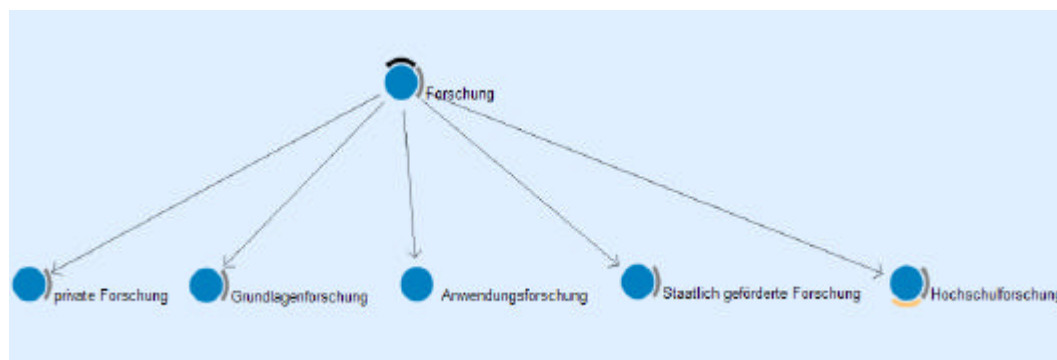 Forschung
private Forschung
Grundlagenforschung
Anwendungsforschung
Staatlich geförderte Forschung
Hochschulforschung